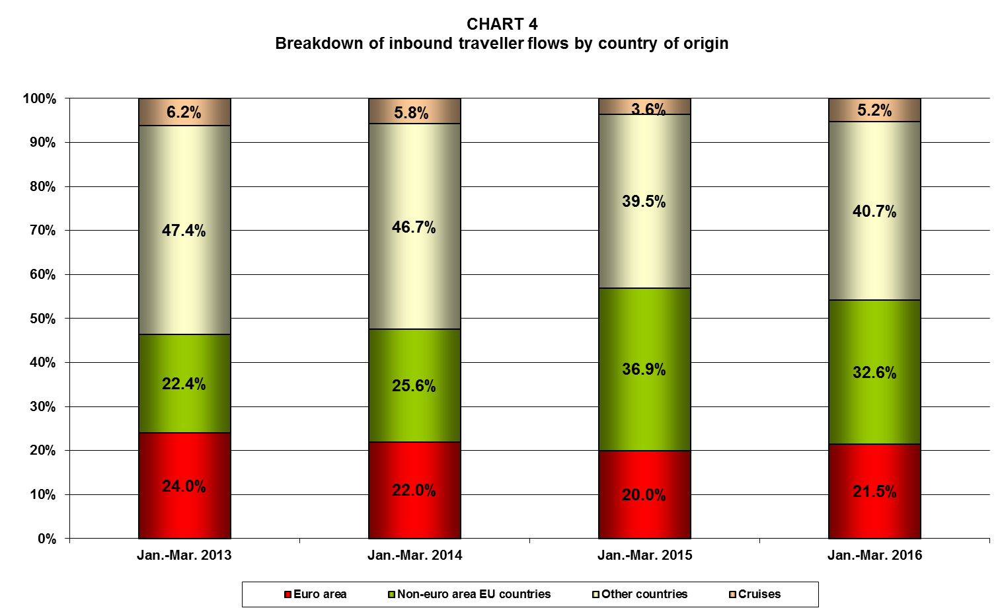 CHART 4
Breakdown of inbound traveller flows by country of origin
100%
90%
80%
70%
60%
50%
40%
30%
20%
10%
0%
6.2%
5.8%
3.6%
5.2%
47.4%
46.7%
39.5%
40.7%
22.4%
25.6%
36.9%
32.6%
24.0%
22.0%
20.0%
21.5%
Jan.-Mar. 2013
Jan.-Mar. 2014
Jan.-Mar. 2015
Jan.-Mar. 2016
Euro area
Non-euro area EU countries
Other countries
Cruises